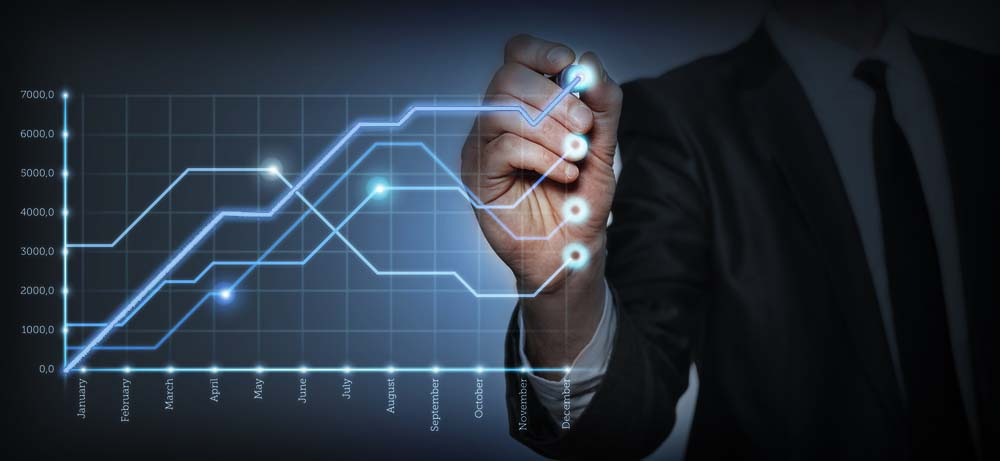 7000,0
6000,0
5000,0
4000,0
3000,0
2000,0
1000,0
0,0
January
February
March
April
May
June
July
August
September
October
November
December